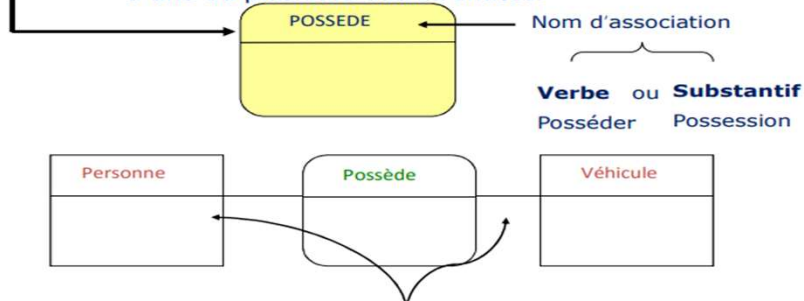 POSSEDE
Nom d'association
Verbe ou Substantif
Posséder Possession
Personne
Possède
Véhicule